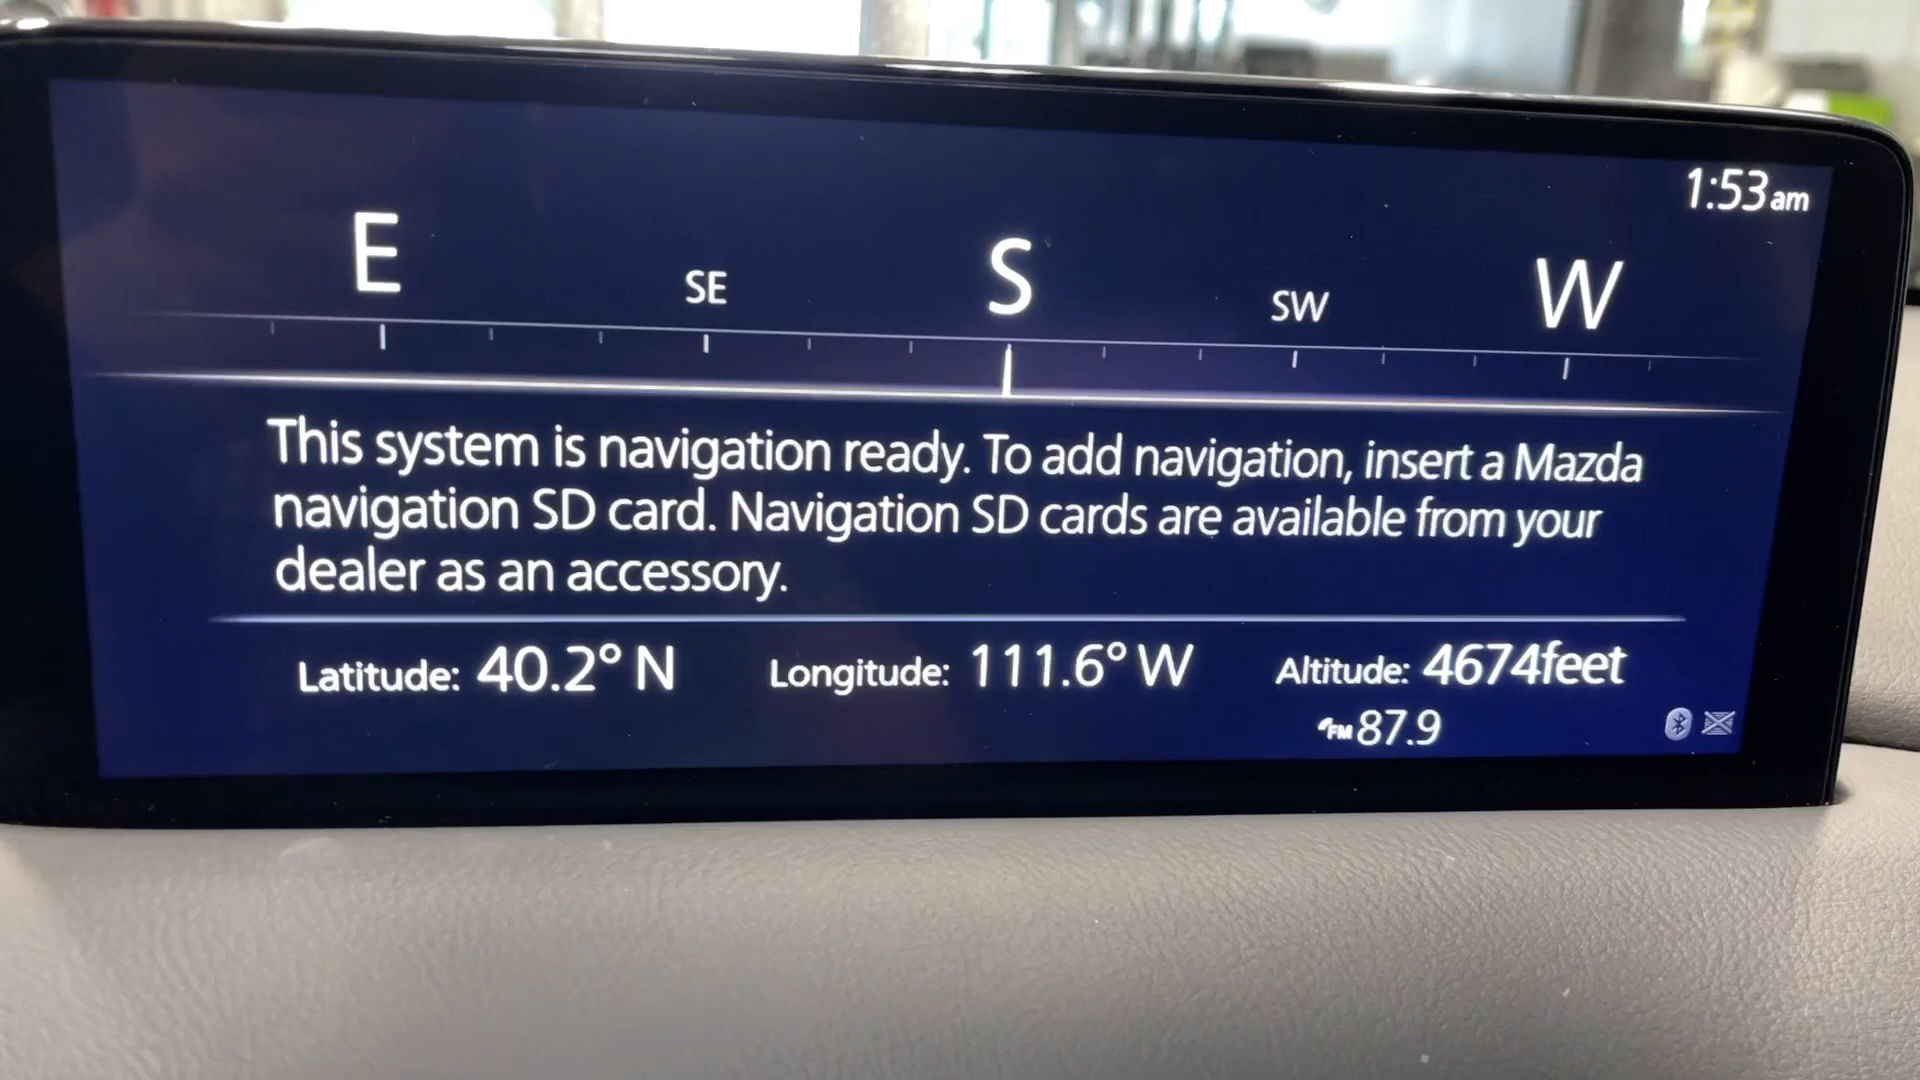 1:53am
E SE S SW W
This system is navigation ready. To add navigation, insert a Mazda
navigation SD card. Navigation SD cards are available from your
dealer as an accessory.
Latitude: 40.2° N Longitude: 111.6° W Altitude: 4674feet
FM 87.9